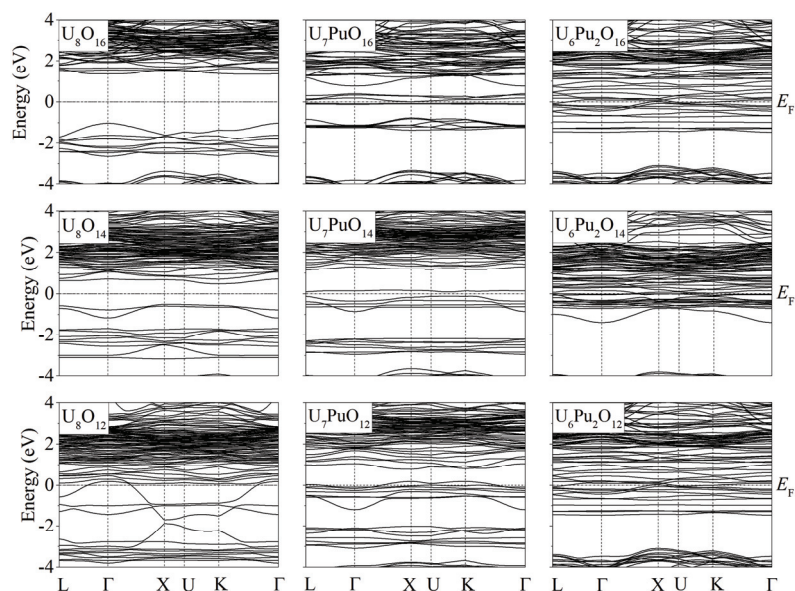 U8O16
U7PuO16
U6Pu2O16
Energy (eV)
4
2
0
-2
-4
EF
U8O14
U7PuO14
U6Pu2O14
Energy (eV)
4
2
0
-2
-4
EF
U8O12
U7PuO12
U6Pu2O12
Energy (eV)
4
2
0
-2
-4
EF
L Γ X U K Γ L Γ X U K Γ L Γ X U K Γ